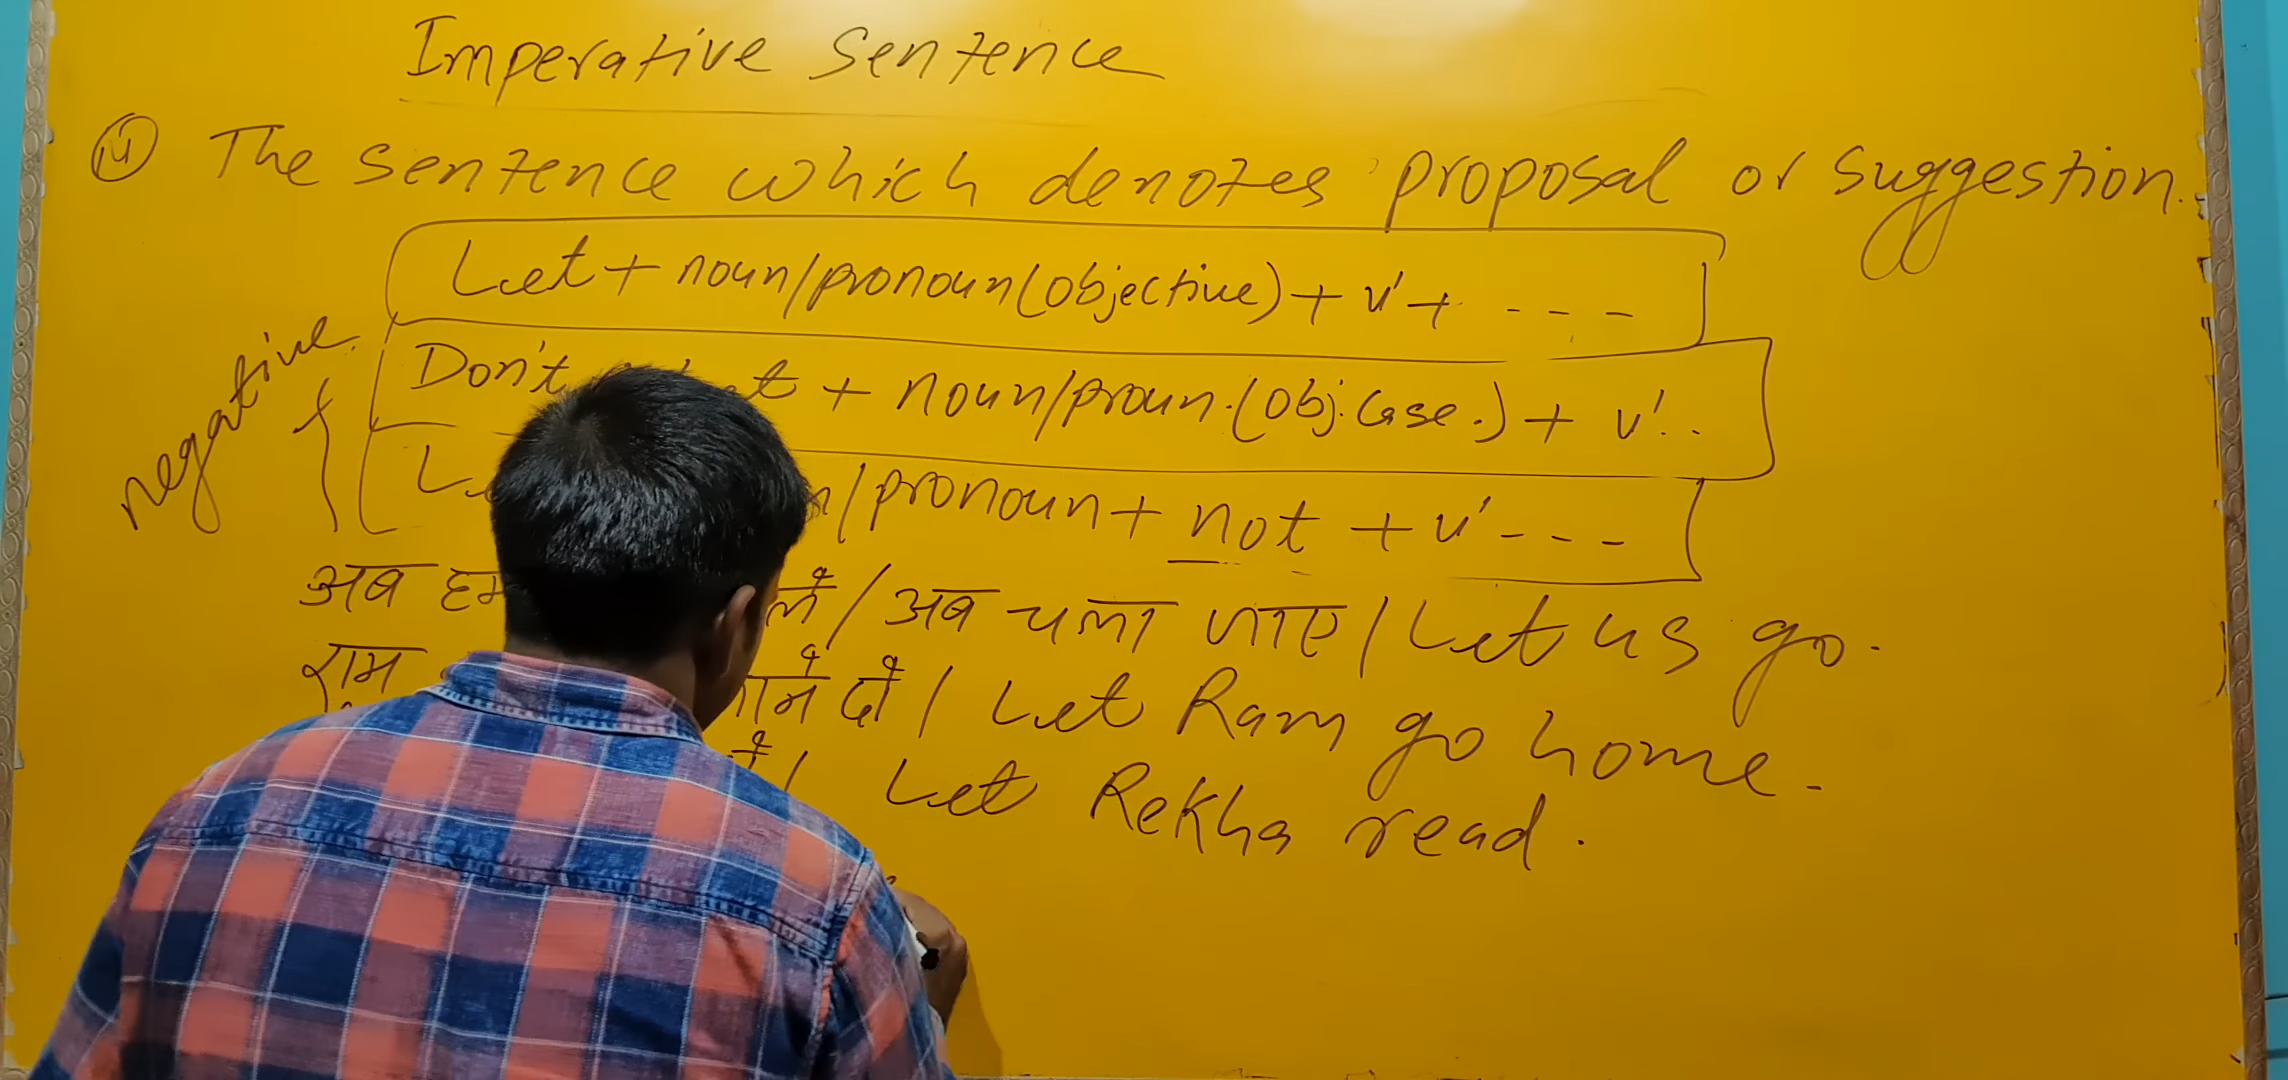 Imperative Sentence
The sentence which denotes proposal or suggestion.
Let + noun/pronoun(objective) + v' + ---
negative
Don't + noun/proun.(obj.case.) + v'..
/pronoun + not + v' ---
अब / अब चला जाए / Let us go.
राम दें / Let Ram go home.
/ Let Rekha read.